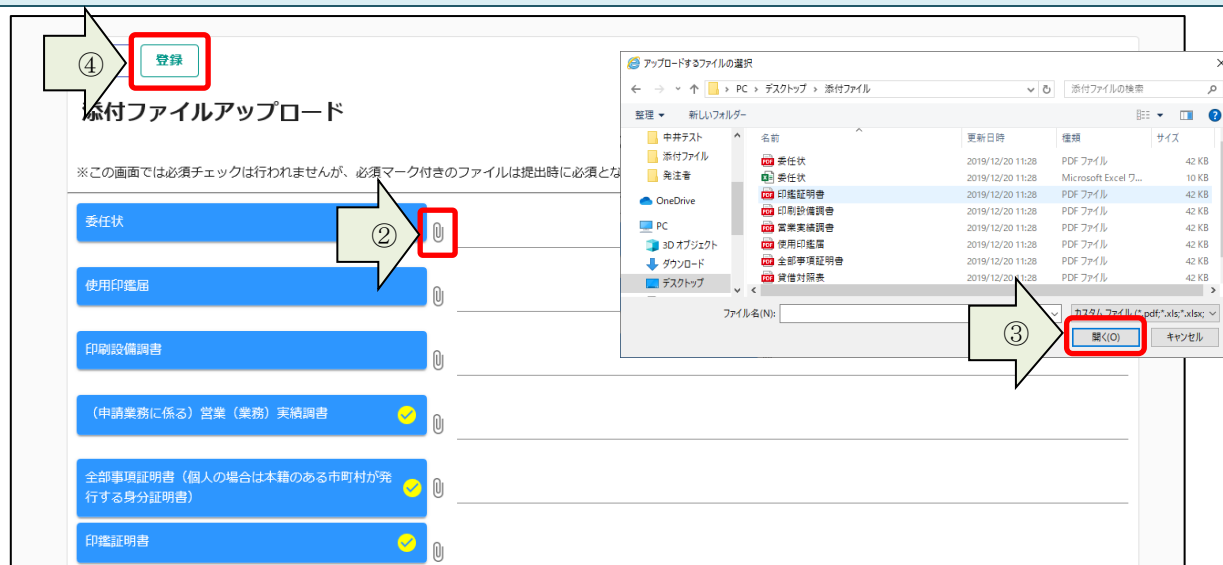 ④
登録
添付ファイルアップロード
※この画面では必須チェックは行われませんが、必須マーク付きのファイルは提出時に必須とな
委任状
②
使用印鑑届
印刷設備調書
（申請業務に係る）営業（業務）実績調書
全部事項証明書（個人の場合は本籍のある市町村が発
行する身分証明書）
印鑑証明書
アップロードするファイルの選択
PC › デスクトップ › 添付ファイル
添付ファイルの検索
整理 新しいフォルダー
中井テスト
添付ファイル
発注者
OneDrive
PC
3D オブジェクト
ダウンロード
デスクトップ
名前 更新日時 種類 サイズ
委任状 2019/12/20 11:28 PDF ファイル 42 KB
委任状 2019/12/20 11:28 Microsoft Excel ワ... 10 KB
印鑑証明書 2019/12/20 11:28 PDF ファイル 42 KB
印刷設備調書 2019/12/20 11:28 PDF ファイル 42 KB
営業実績調書 2019/12/20 11:28 PDF ファイル 42 KB
使用印鑑届 2019/12/20 11:28 PDF ファイル 42 KB
全部事項証明書 2019/12/20 11:28 PDF ファイル 42 KB
貸借対照表 2019/12/20 11:28 PDF ファイル 42 KB
ファイル名(N):
カスタム ファイル (*.pdf;*.xls;*.xlsx;
③
開く(O)
キャンセル